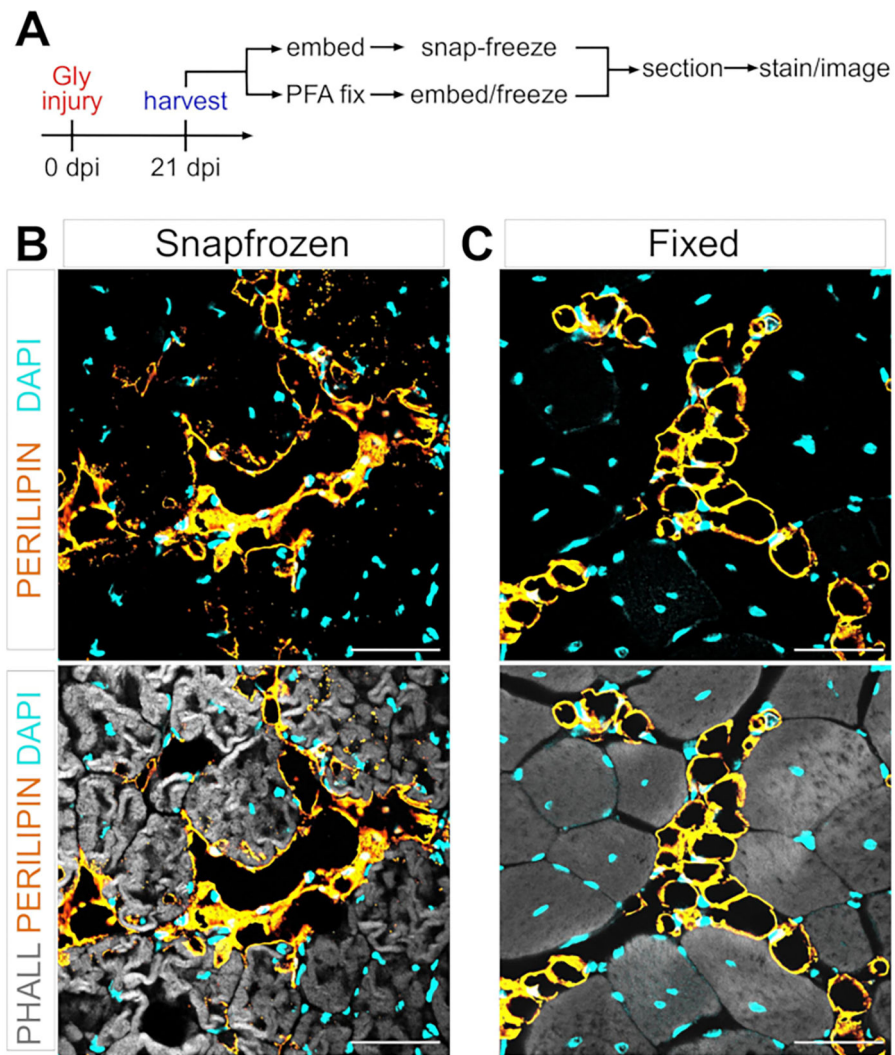 A
Gly
injury
harvest
0 dpi
21 dpi
embed
snap-freeze
PFA fix
embed/freeze
section
stain/image
B
Snapfrozen
C
Fixed
PERILIPIN DAPI
PHALL PERILIPIN DAPI